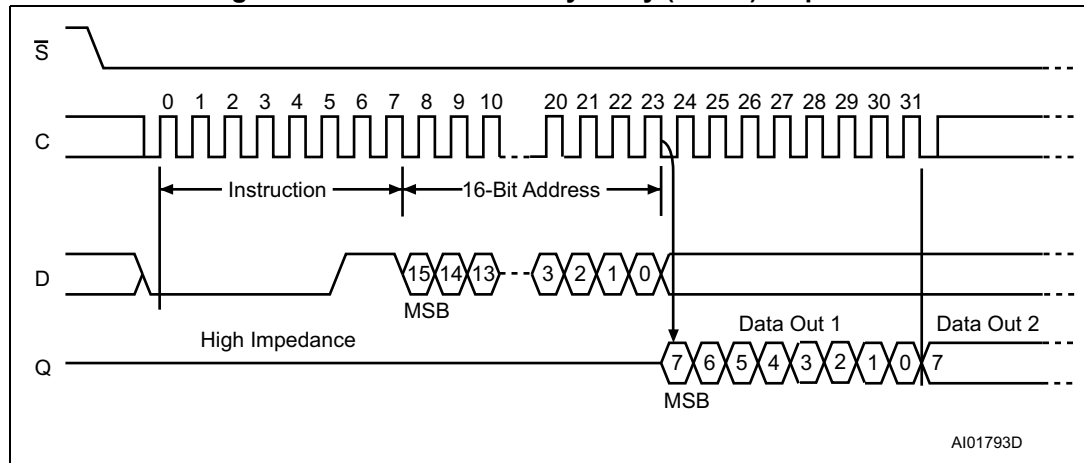 S
0 1 2 3 4 5 6 7 8 9 10 20 21 22 23 24 25 26 27 28 29 30 31
C
Instruction 16-Bit Address
D
15 14 13 3 2 1 0
MSB
High Impedance Data Out 1 Data Out 2
Q
7 6 5 4 3 2 1 0 7
MSB
AI01793D